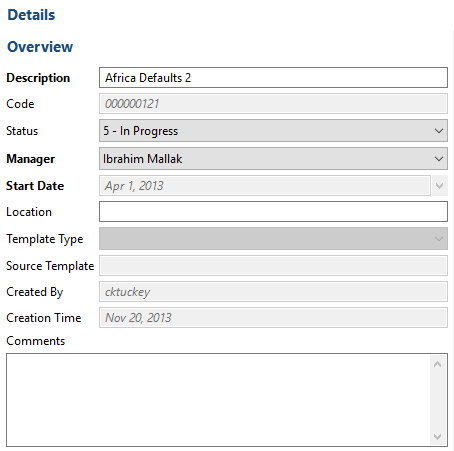 Details
Overview
Description Africa Defaults 2
Code 000000121
Status 5 - In Progress
Manager Ibrahim Mallak
Start Date Apr 1, 2013
Location
Template Type
Source Template
Created By cktuckey
Creation Time Nov 20, 2013
Comments